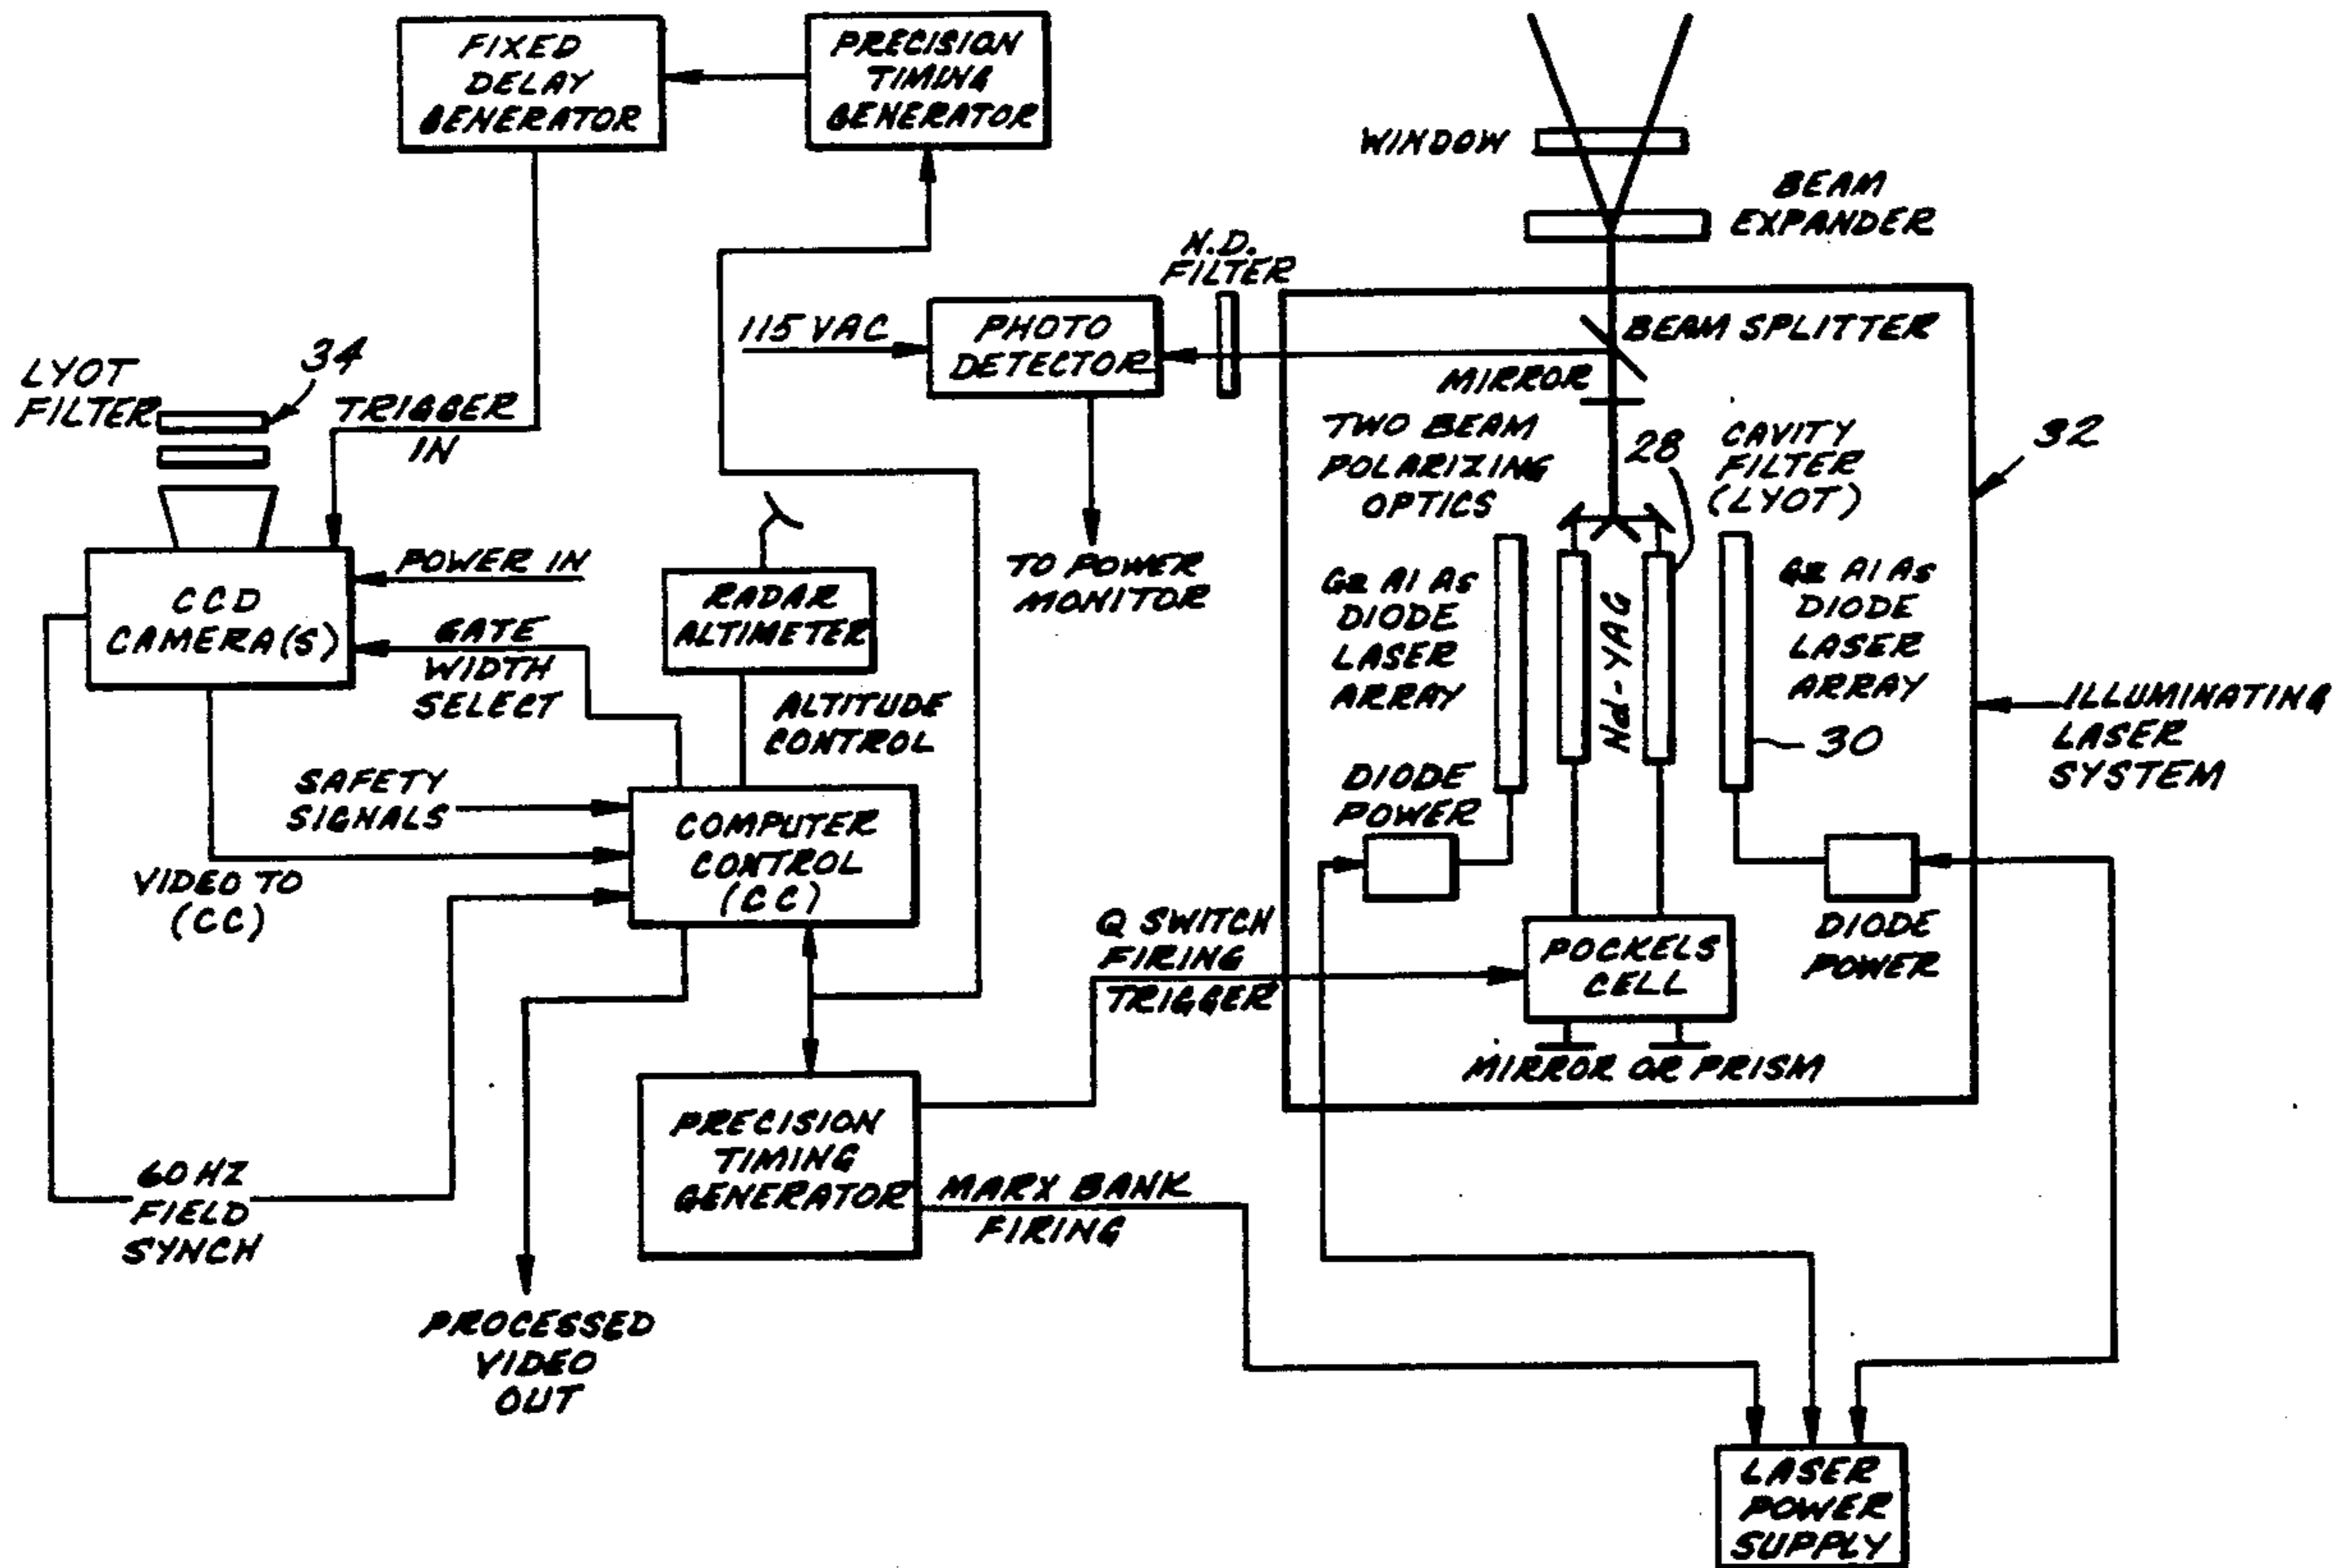 FIXED
DELAY
GENERATOR
PRECISION
TIMING
GENERATOR
WINDOW
BEAM
EXPANDER
N.D.
FILTER
115 VAC
PHOTO
DETECTOR
BEAM SPLITTER
MIRROR
LYOT
FILTER
34
TRIGGER
IN
TWO BEAM
POLARIZING
OPTICS
28
CAVITY
FILTER
(LYOT)
32
POWER IN
CCD
CAMERA(S)
GATE
WIDTH
SELECT
RADAR
ALTIMETER
TO POWER
MONITOR
Ga Al As
DIODE
LASER
ARRAY
Nd-YAG
Ga Al As
DIODE
LASER
ARRAY
ILLUMINATING
LASER
SYSTEM
30
ALTITUDE
CONTROL
SAFETY
SIGNALS
COMPUTER
CONTROL
(CC)
VIDEO TO
(CC)
DIODE
POWER
DIODE
POWER
Q SWITCH
FIRING
TRIGGER
POCKELS
CELL
MIRROR OR PRISM
PRECISION
TIMING
GENERATOR
MARX BANK
FIRING
60 HZ
FIELD
SYNCH
PROCESSED
VIDEO
OUT
LASER
POWER
SUPPLY